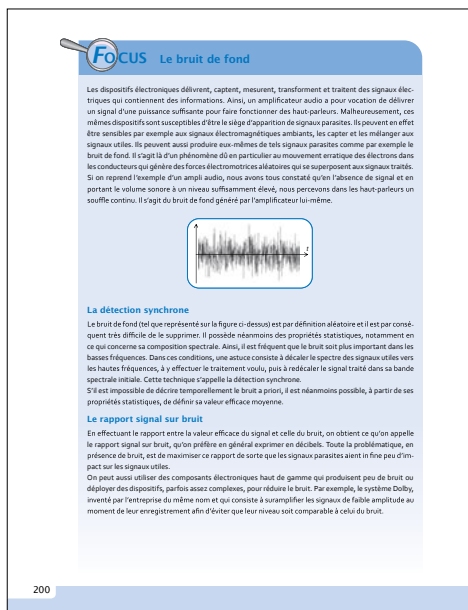 FOCUS Le bruit de fond
Les dispositifs électroniques délivrent, captent, mesurent, transforment et traitent des signaux élec-
triques qui contiennent des informations. Ainsi, un amplificateur audio a pour vocation de délivrer
un signal d'une puissance suffisante pour faire fonctionner des haut-parleurs. Malheureusement, ces
mêmes dispositifs sont susceptibles d'être le siège d'apparition de signaux parasites. Ils peuvent en effet
être sensibles par exemple aux signaux électromagnétiques ambiants, les capter et les mélanger aux
signaux utiles. Ils peuvent aussi produire eux-mêmes de tels signaux parasites comme par exemple le
bruit de fond. Il s'agit là d'un phénomène dû en particulier au mouvement erratique des électrons dans
les conducteurs qui génère des forces électromotrices aléatoires qui se superposent aux signaux traités.
Si on reprend l'exemple d'un ampli audio, nous avons tous constaté qu'en l'absence de signal et en
portant le volume sonore à un niveau suffisamment élevé, nous percevons dans les haut-parleurs un
souffle continu. Il s'agit du bruit de fond généré par l'amplificateur lui-même.
t
La détection synchrone
Le bruit de fond (tel que représenté sur la figure ci-dessus) est par définition aléatoire et il est par consé-
quent très difficile de le supprimer. Il possède néanmoins des propriétés statistiques, notamment en
ce qui concerne sa composition spectrale. Ainsi, il est fréquent que le bruit soit plus important dans les
basses fréquences. Dans ces conditions, une astuce consiste à décaler le spectre des signaux utiles vers
les hautes fréquences, à y effectuer le traitement voulu, puis à redécaler le signal traité dans sa bande
spectrale initiale. Cette technique s'appelle la détection synchrone.
S'il est impossible de décrire temporellement le bruit a priori, il est néanmoins possible, à partir de ses
propriétés statistiques, de définir sa valeur efficace moyenne.
Le rapport signal sur bruit
En effectuant le rapport entre la valeur efficace du signal et celle du bruit, on obtient ce qu'on appelle
le rapport signal sur bruit, qu'on préfère en général exprimer en décibels. Toute la problématique, en
présence de bruit, est de maximiser ce rapport de sorte que les signaux parasites aient in fine peu d'im-
pact sur les signaux utiles.
On peut aussi utiliser des composants électroniques haut de gamme qui produisent peu de bruit ou
déployer des dispositifs, parfois assez complexes, pour réduire le bruit. Par exemple, le système Dolby,
inventé par l'entreprise du même nom et qui consiste à suramplifier les signaux de faible amplitude au
moment de leur enregistrement afin d'éviter que leur niveau soit comparable à celui du bruit.
200